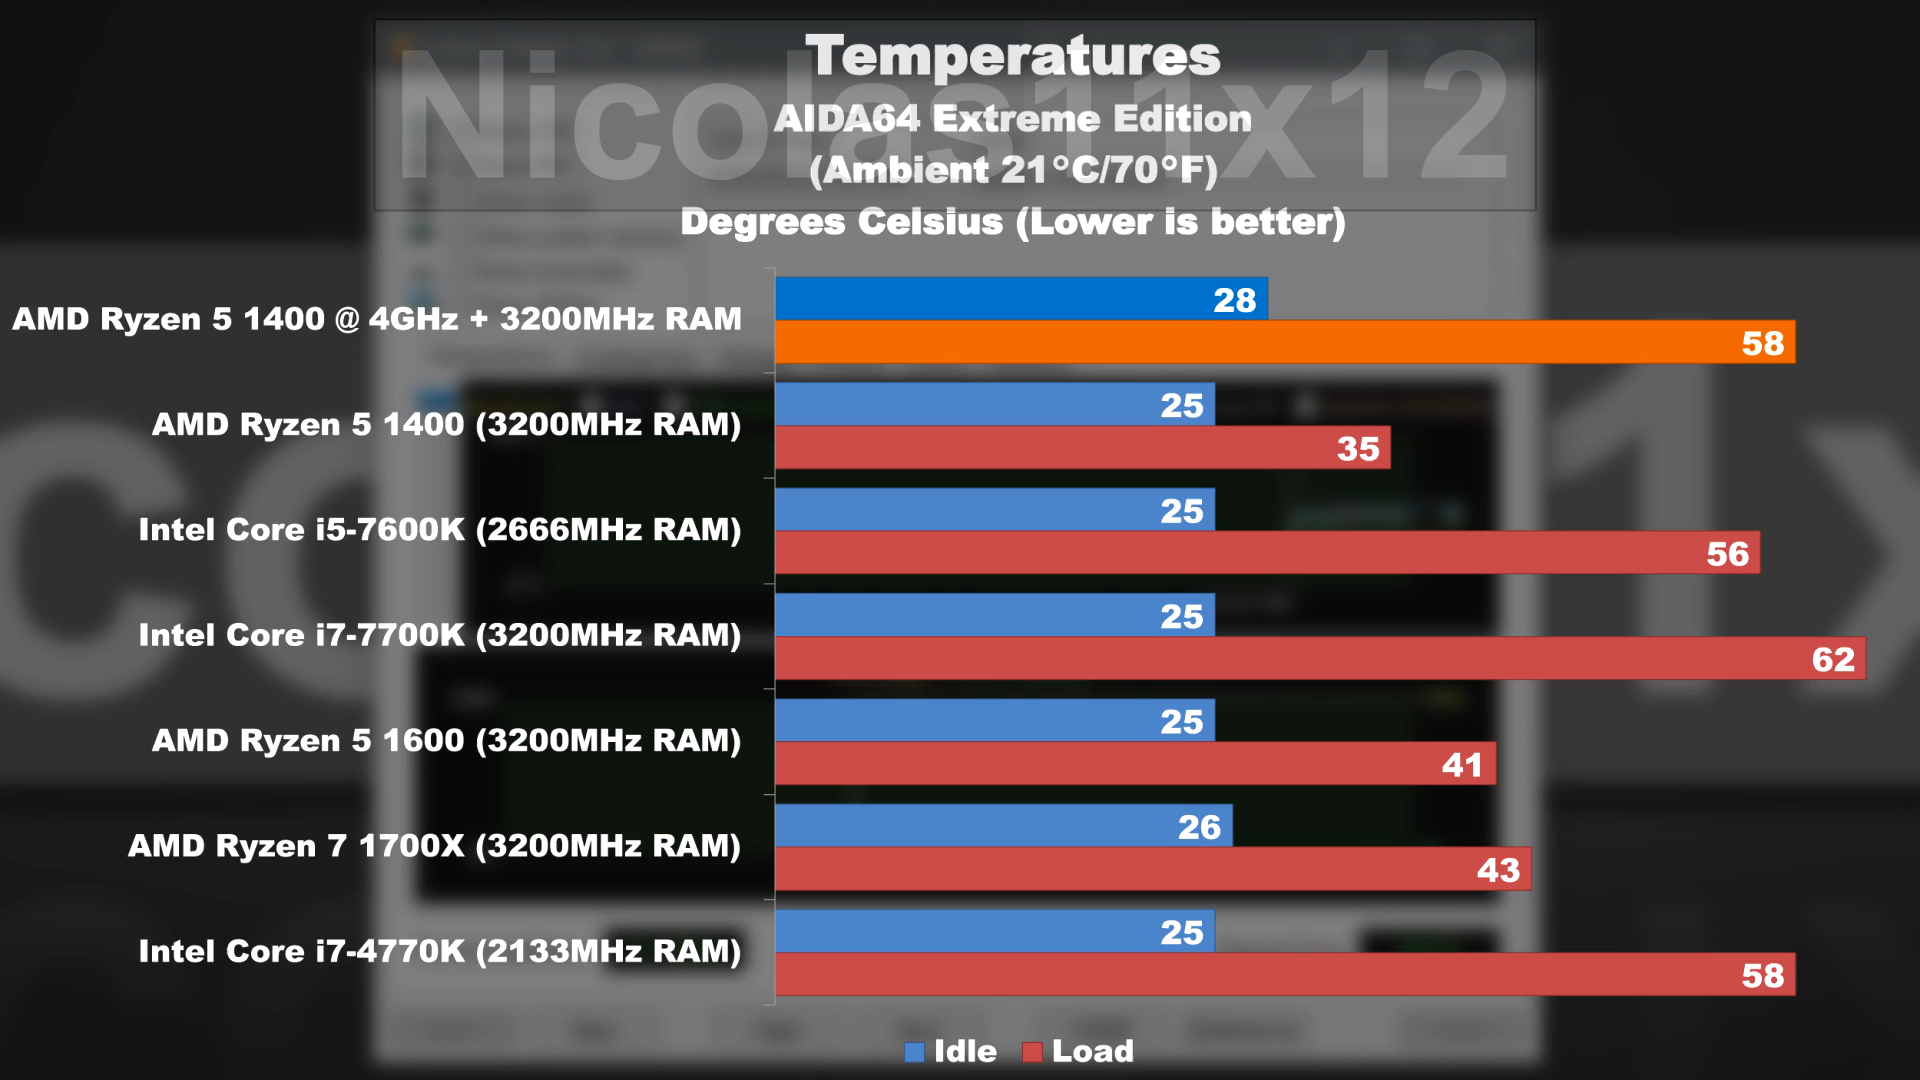 Nicolas11x12
Temperatures
AIDA64 Extreme Edition
(Ambient 21°C/70°F)
Degrees Celsius (Lower is better)
AMD Ryzen 5 1400 @ 4GHz + 3200MHz RAM
28
58
AMD Ryzen 5 1400 (3200MHz RAM)
25
35
Intel Core i5-7600K (2666MHz RAM)
25
56
Intel Core i7-7700K (3200MHz RAM)
25
62
AMD Ryzen 5 1600 (3200MHz RAM)
25
41
AMD Ryzen 7 1700X (3200MHz RAM)
26
43
Intel Core i7-4770K (2133MHz RAM)
25
58
Idle Load